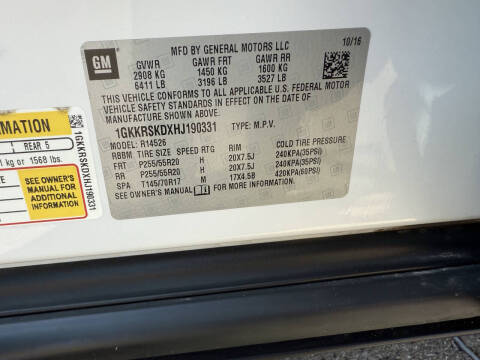 MFD BY GENERAL MOTORS LLC 10/16
GM
GVWR GAWR FRT GAWR RR
2908 KG 1450 KG 1600 KG
6411 LB 3196 LB 3527 LB
THIS VEHICLE CONFORMS TO ALL APPLICABLE U.S. FEDERAL MOTOR
VEHICLE SAFETY STANDARDS IN EFFECT ON THE DATE OF
MANUFACTURE SHOWN ABOVE.
1GKKRSKDXHJ190331 TYPE: M.P.V.
MODEL: R14526
RBBM TIRE SIZE SPEED RTG RIM COLD TIRE PRESSURE
FRT P255/55R20 H 20X7.5J 240KPA(35PSI)
RR P255/55R20 H 20X7.5J 240KPA(35PSI)
SPA T145/70R17 M 17X4.5B 420KPA(60PSI)
SEE OWNER'S MANUAL FOR MORE INFORMATION.
RMATION
REAR 5
kg or 1568 lbs.
SEE OWNER'S
MANUAL FOR
ADDITIONAL
INFORMATION
1GKKRSKDXHJ190331